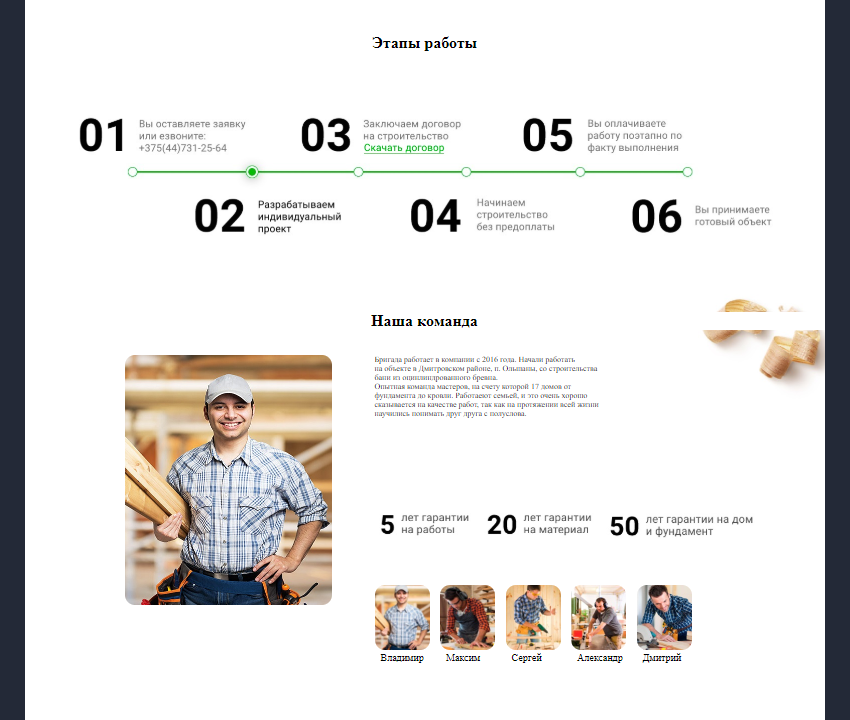 Этапы работы
01
Вы оставляете заявку
или езвоните:
+375(44)731-25-64
03
Заключаем договор
на строительство
Скачать договор
05
Вы оплачиваете
работу поэтапно по
факту выполнения
02
Разрабатываем
индивидуальный
проект
04
Начинаем
строительство
без предоплаты
06
Вы принимаете
готовый объект
Наша команда
Бригада работает в компании с 2016 года. Начали работать
на объекте в Дмитровском районе, п. Ольшаны, со строительства
бани из оцилиндрованного бревна.
Опытная команда мастеров, на счету которой 17 домов от
фундамента до кровли. Работаеют семьей, и это очень хорошо
сказывается на качестве работ, так как на протяжении всей жизни
научились понимать друг друга с полуслова.
5 лет гарантии
на работы
20 лет гарантии
на материал
50 лет гарантии на дом
и фундамент
Владимир
Максим
Сергей
Александр
Дмитрий